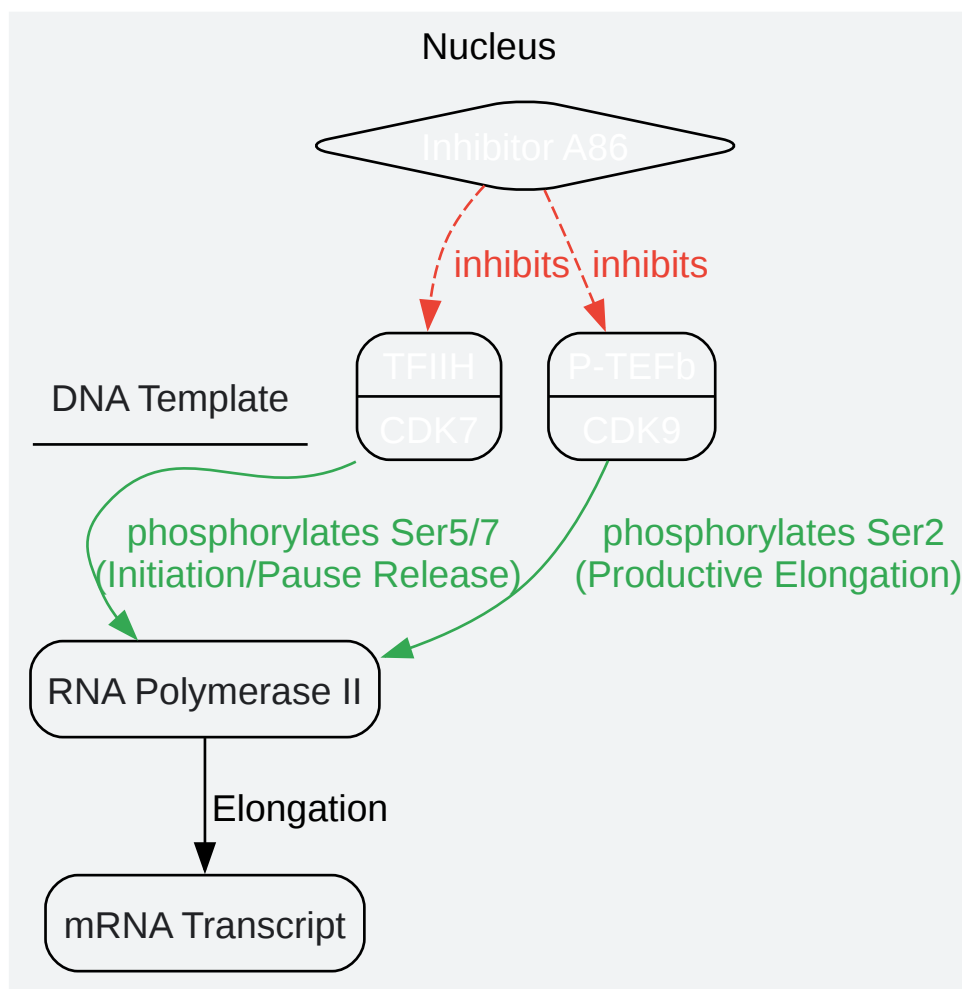 Nucleus
Inhibitor A86
inhibits
inhibits
TFIIH
CDK7
P-TEFb
CDK9
DNA Template
phosphorylates Ser5/7
(Initiation/Pause Release)
phosphorylates Ser2
(Productive Elongation)
RNA Polymerase II
Elongation
mRNA Transcript